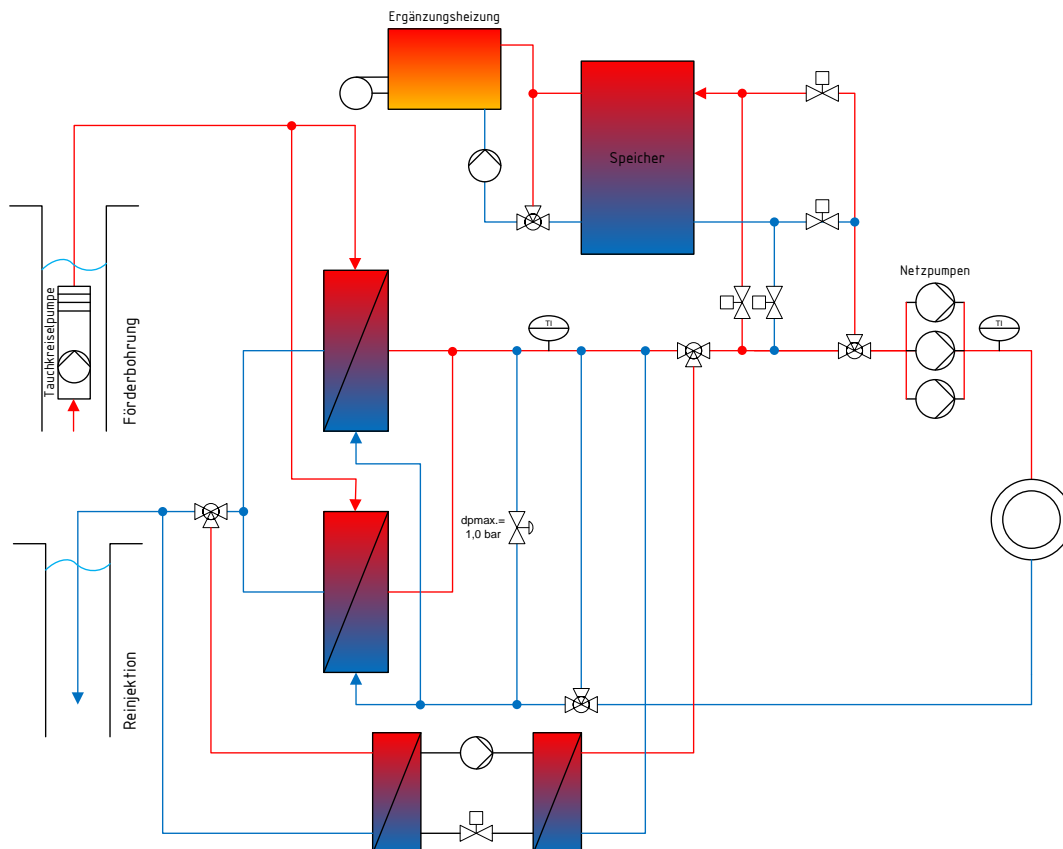 Ergänzungsheizung
Speicher
Tauchkreiselpumpe
Förderbohrung
Netzpumpen
TI
TI
dpmax.=
1,0 bar
Reinjektion